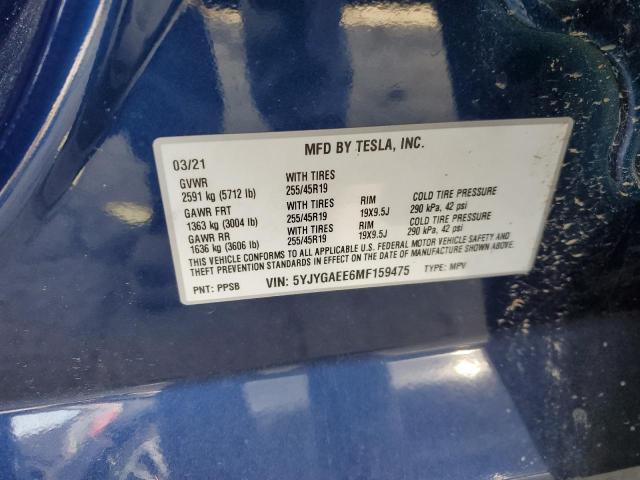 MFD BY TESLA, INC.
03/21
GVWR WITH TIRES
2591 kg (5712 lb) 255/45R19
GAWR FRT WITH TIRES RIM COLD TIRE PRESSURE
1363 kg (3004 lb) 255/45R19 19X9.5J 290 kPa, 42 psi
GAWR RR WITH TIRES RIM COLD TIRE PRESSURE
1636 kg (3606 lb) 255/45R19 19X9.5J 290 kPa, 42 psi
THIS VEHICLE CONFORMS TO ALL APPLICABLE U.S. FEDERAL MOTOR VEHICLE SAFETY AND
THEFT PREVENTION STANDARDS IN EFFECT ON THE DATE OF MANUFACTURE SHOWN ABOVE.
PNT: PPSB VIN: 5YJYGAEE6MF159475 TYPE: MPV